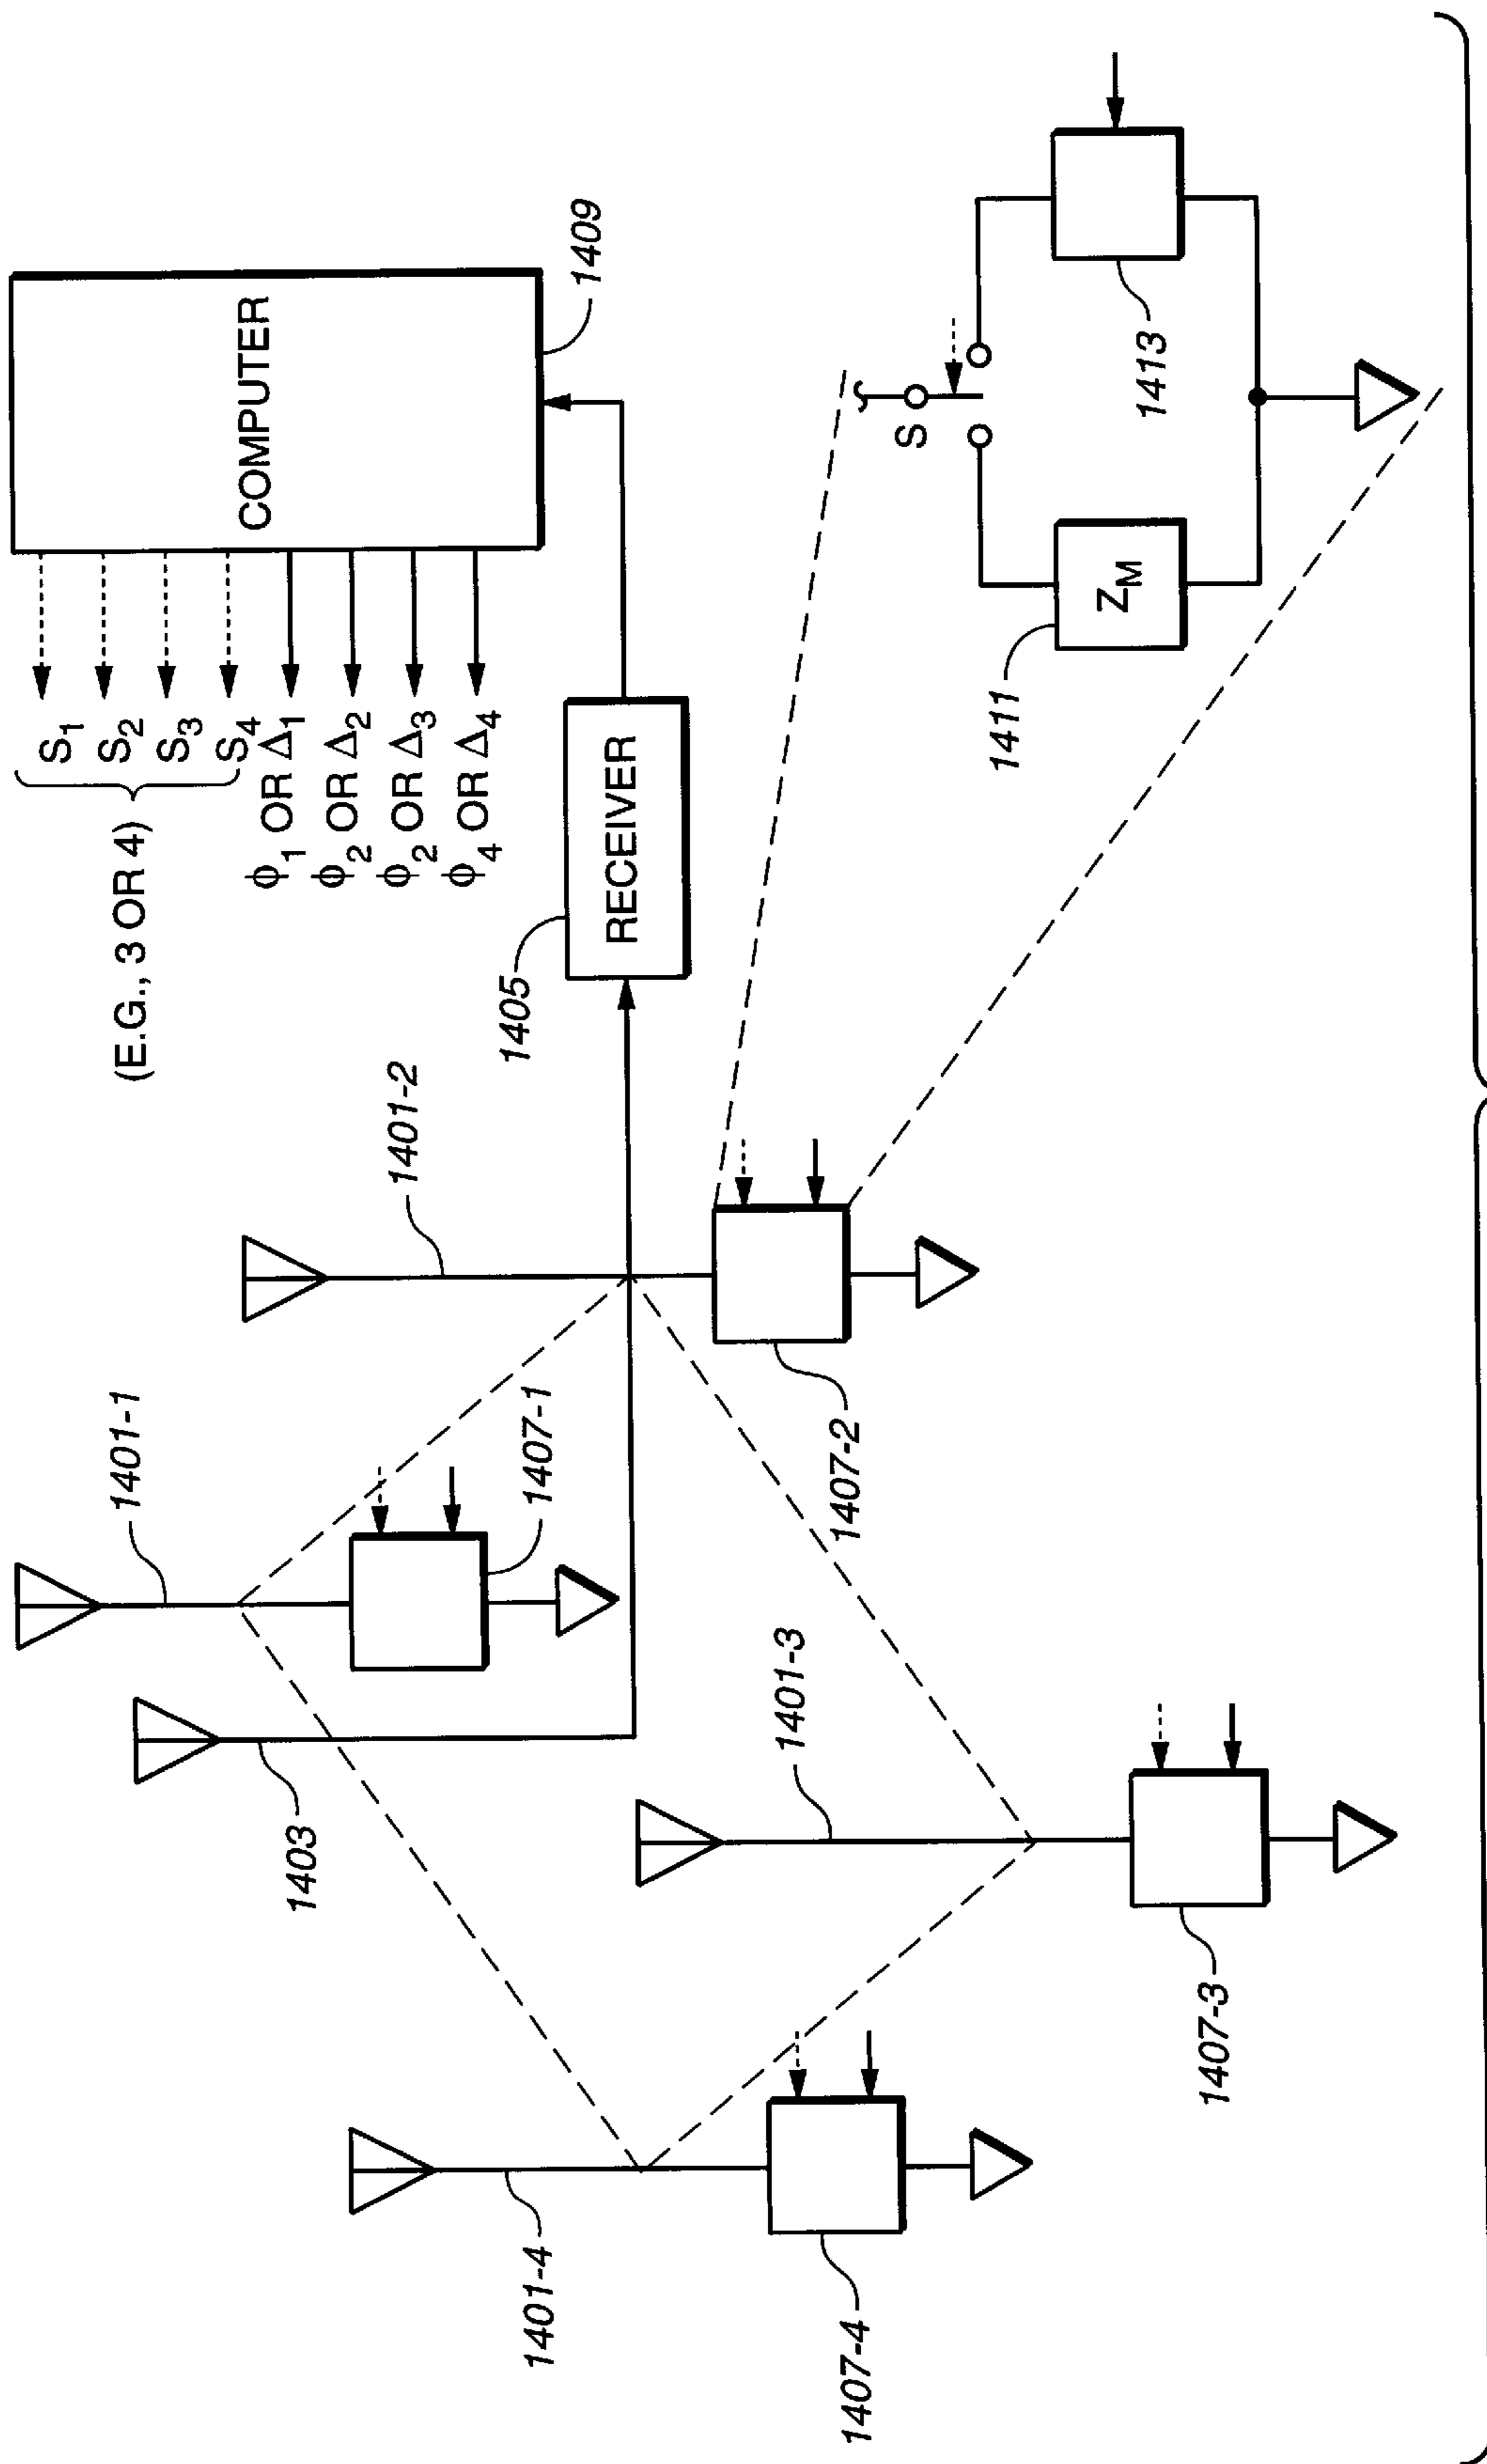 1401-1
1401-2
1403
1401-3
1401-4
1407-1
1407-2
1407-3
1407-4
1405
RECEIVER
(E.G., 3 OR 4)
S₁
S₂
S₃
S₄
ϕ₁ OR Δ₁
ϕ₂ OR Δ₂
ϕ₂ OR Δ₃
ϕ₄ OR Δ₄
COMPUTER
1409
S
1411
Z_M
1413